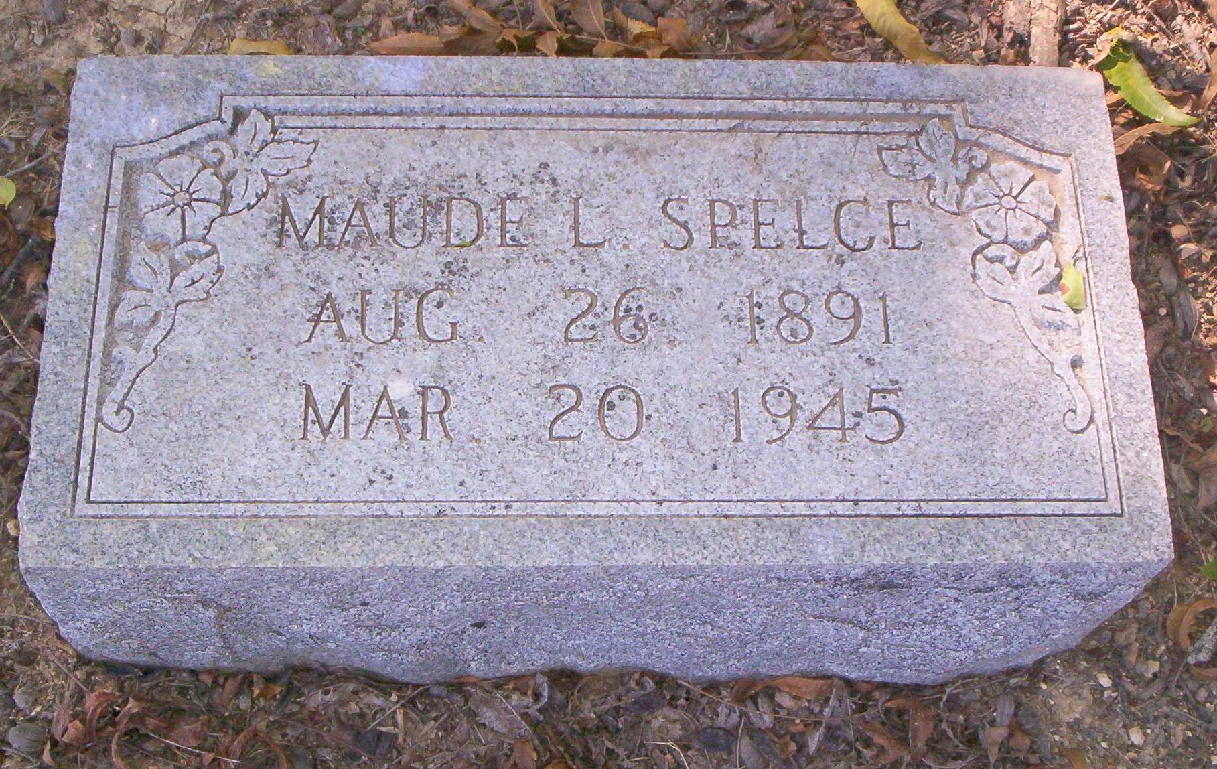 MAUDE L. SPELCE
AUG. 26. 1891
MAR. 20 1945